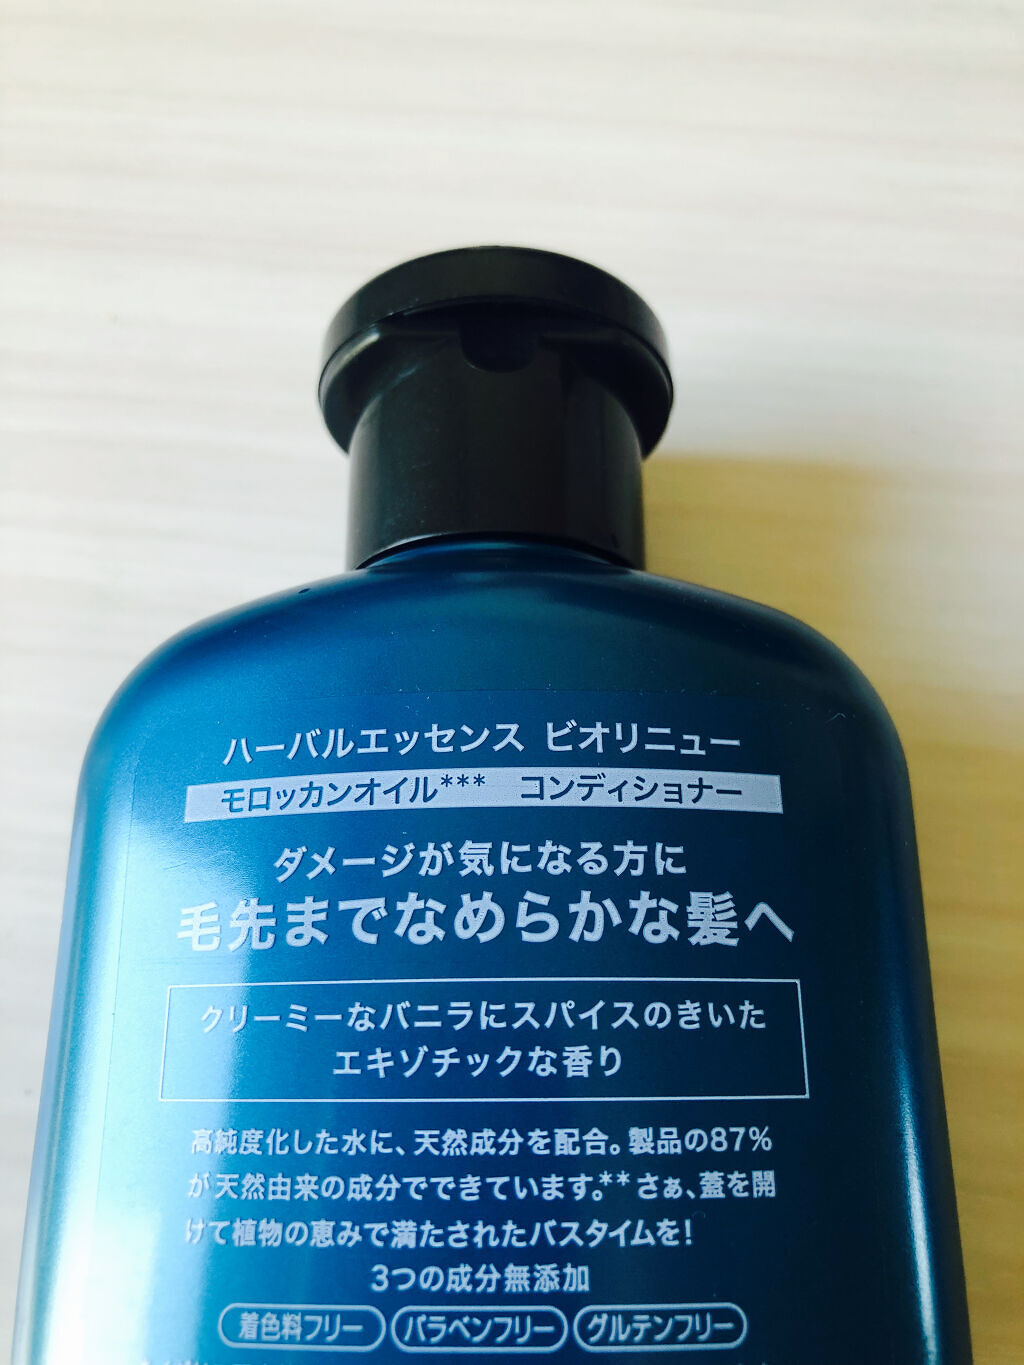 ハーバルエッセンス ビオリニュー
モロッカンオイル*** コンディショナー
ダメージが気になる方に
毛先までなめらかな髪へ
クリーミーなバニラにスパイスのきいた
エキゾチックな香り
高純度化した水に、天然成分を配合。製品の87%
が天然由来の成分でできています。**さぁ、蓋を開
けて植物の恵みで満たされたバスタイムを!
3つの成分無添加
着色料フリー パラベンフリー グルテンフリー